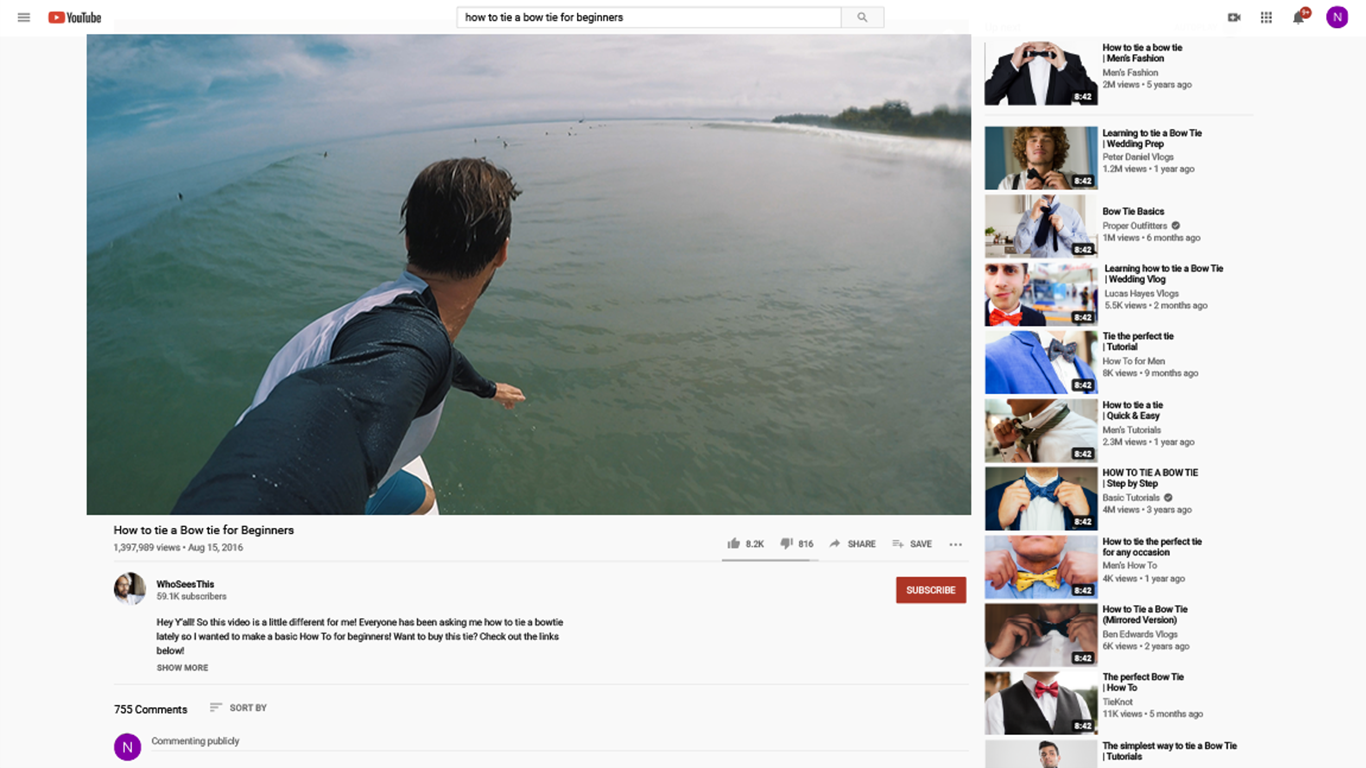 YouTube
how to tie a bow tie for beginners
9+
N
How to tie a Bow tie for Beginners
1,397,989 views • Aug 15, 2016
8.2K
816
SHARE
SAVE
WhoSeesThis
59.1K subscribers
SUBSCRIBE
Hey Y'all! So this video is a little different for me! Everyone has been asking me how to tie a bowtie
lately so I wanted to make a basic How To for beginners! Want to buy this tie? Check out the links
below!
SHOW MORE
755 Comments
SORT BY
N
Commenting publicly
8:42
How to tie a bow tie
| Men's Fashion
Men's Fashion
2M views • 5 years ago
8:42
Learning to tie a Bow Tie
| Wedding Prep
Peter Daniel Vlogs
1.2M views • 1 year ago
8:42
Bow Tie Basics
Proper Outfitters
1M views • 6 months ago
8:42
Learning how to tie a Bow Tie
| Wedding Vlog
Lucas Hayes Vlogs
5.5K views • 2 months ago
8:42
Tie the perfect tie
| Tutorial
How To for Men
8K views • 9 months ago
8:42
How to tie a tie
| Quick & Easy
Men's Tutorials
2.3M views • 1 year ago
8:42
HOW TO TIE A BOW TIE
| Step by Step
Basic Tutorials
4M views • 3 years ago
8:42
How to tie the perfect tie
for any occasion
Men's How To
4K views • 1 year ago
8:42
How to Tie a Bow Tie
(Mirrored Version)
Ben Edwards Vlogs
6K views • 2 years ago
8:42
The perfect Bow Tie
| How To
TieKnot
11K views • 5 months ago
8:42
The simplest way to tie a Bow Tie
| Tutorials